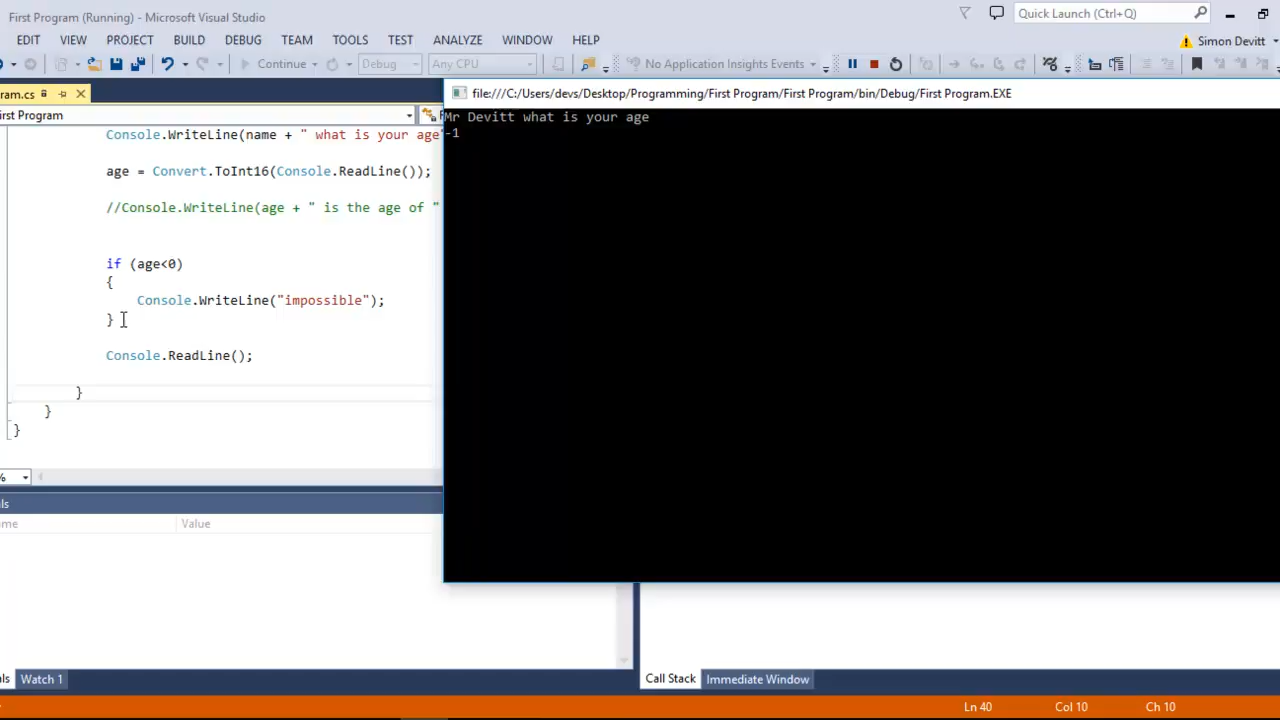 First Program (Running) - Microsoft Visual Studio
Quick Launch (Ctrl+Q)
EDIT VIEW PROJECT BUILD DEBUG TEAM TOOLS TEST ANALYZE WINDOW HELP
Simon Devitt
Continue Debug Any CPU No Application Insights Events
ram.cs
file:///C:/Users/devs/Desktop/Programming/First Program/First Program/bin/Debug/First Program.EXE
First Program
Mr Devitt what is your age
-1
Console.WriteLine(name + " what is your age"
age = Convert.ToInt16(Console.ReadLine());
//Console.WriteLine(age + " is the age of "
if (age<0)
{
Console.WriteLine("impossible");
}
Console.ReadLine();
}
}
}
%
ls
me Value
ls Watch 1
Call Stack Immediate Window
Ln 40 Col 10 Ch 10